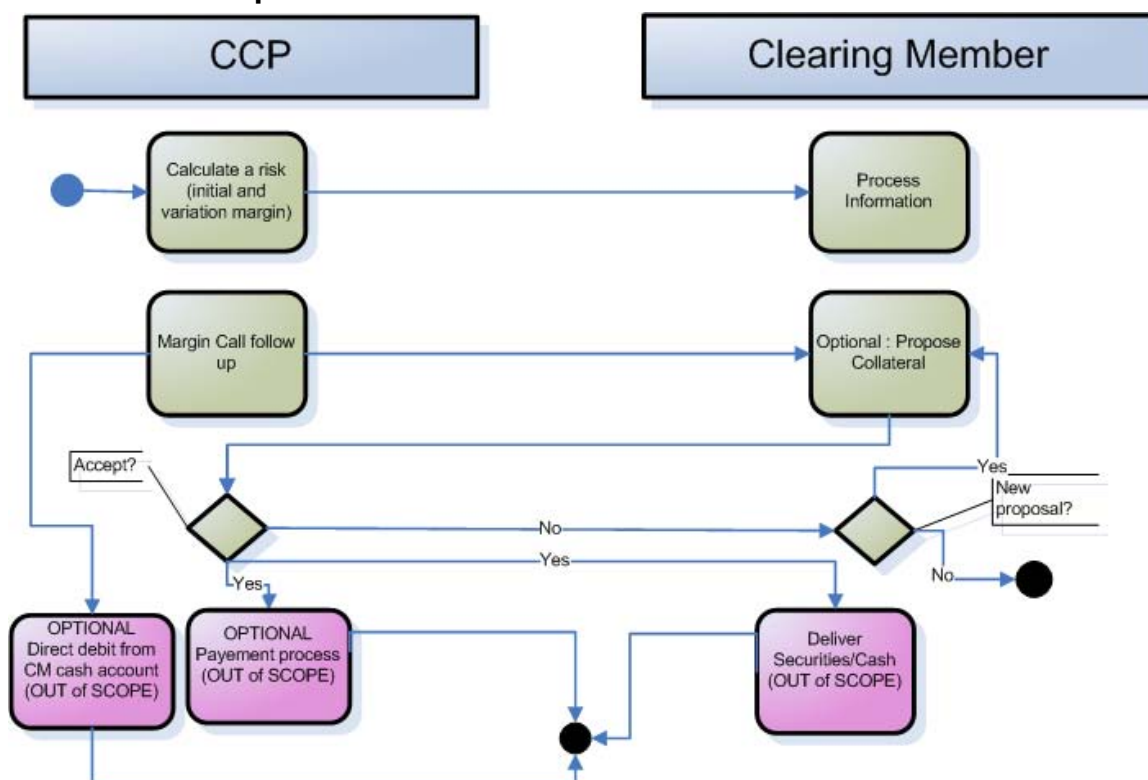 CCP
Clearing Member
Calculate a risk
(initial and
variation margin)
Process
Information
Margin Call follow
up
Optional : Propose
Collateral
Accept?
Yes
New
proposal?
No
Yes
No
Yes
OPTIONAL
Direct debit from
CM cash account
(OUT of SCOPE)
OPTIONAL
Payement process
(OUT of SCOPE)
Deliver
Securities/Cash
(OUT of SCOPE)